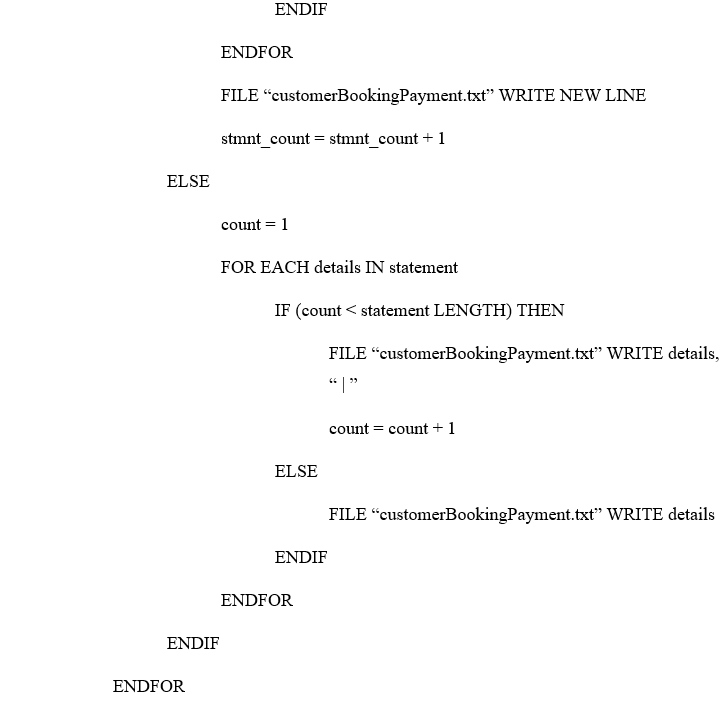 ENDIF
ENDFOR
FILE “customerBookingPayment.txt” WRITE NEW LINE
stmnt_count = stmnt_count + 1
ELSE
count = 1
FOR EACH details IN statement
IF (count < statement LENGTH) THEN
FILE “customerBookingPayment.txt” WRITE details,
“ | ”
count = count + 1
ELSE
FILE “customerBookingPayment.txt” WRITE details
ENDIF
ENDFOR
ENDIF
ENDFOR